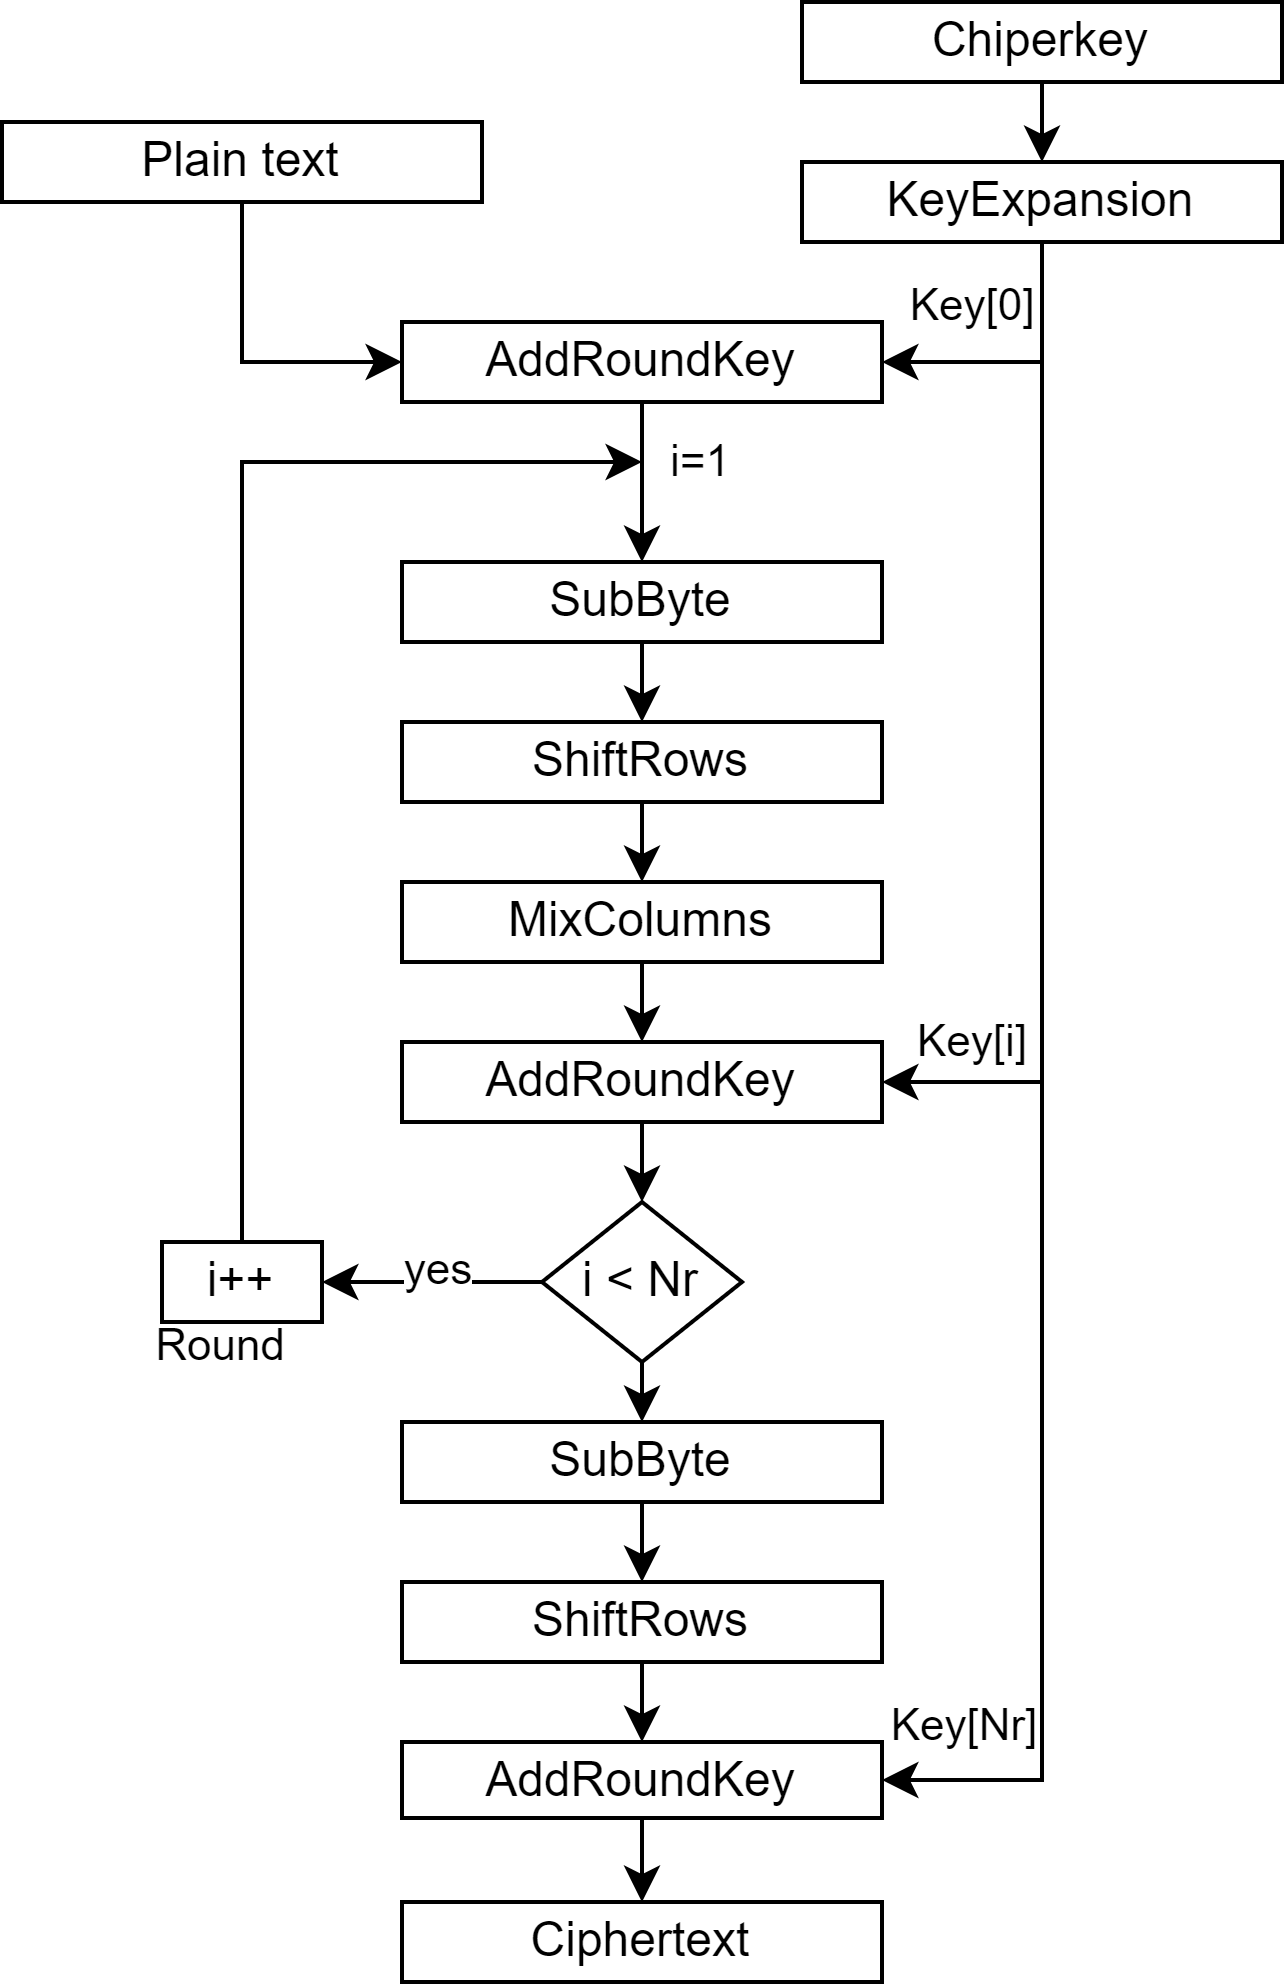 Chiperkey
Plain text
KeyExpansion
Key[0]
AddRoundKey
i=1
SubByte
ShiftRows
MixColumns
Key[i]
AddRoundKey
yes
i < Nr
i++
Round
SubByte
ShiftRows
Key[Nr]
AddRoundKey
Ciphertext